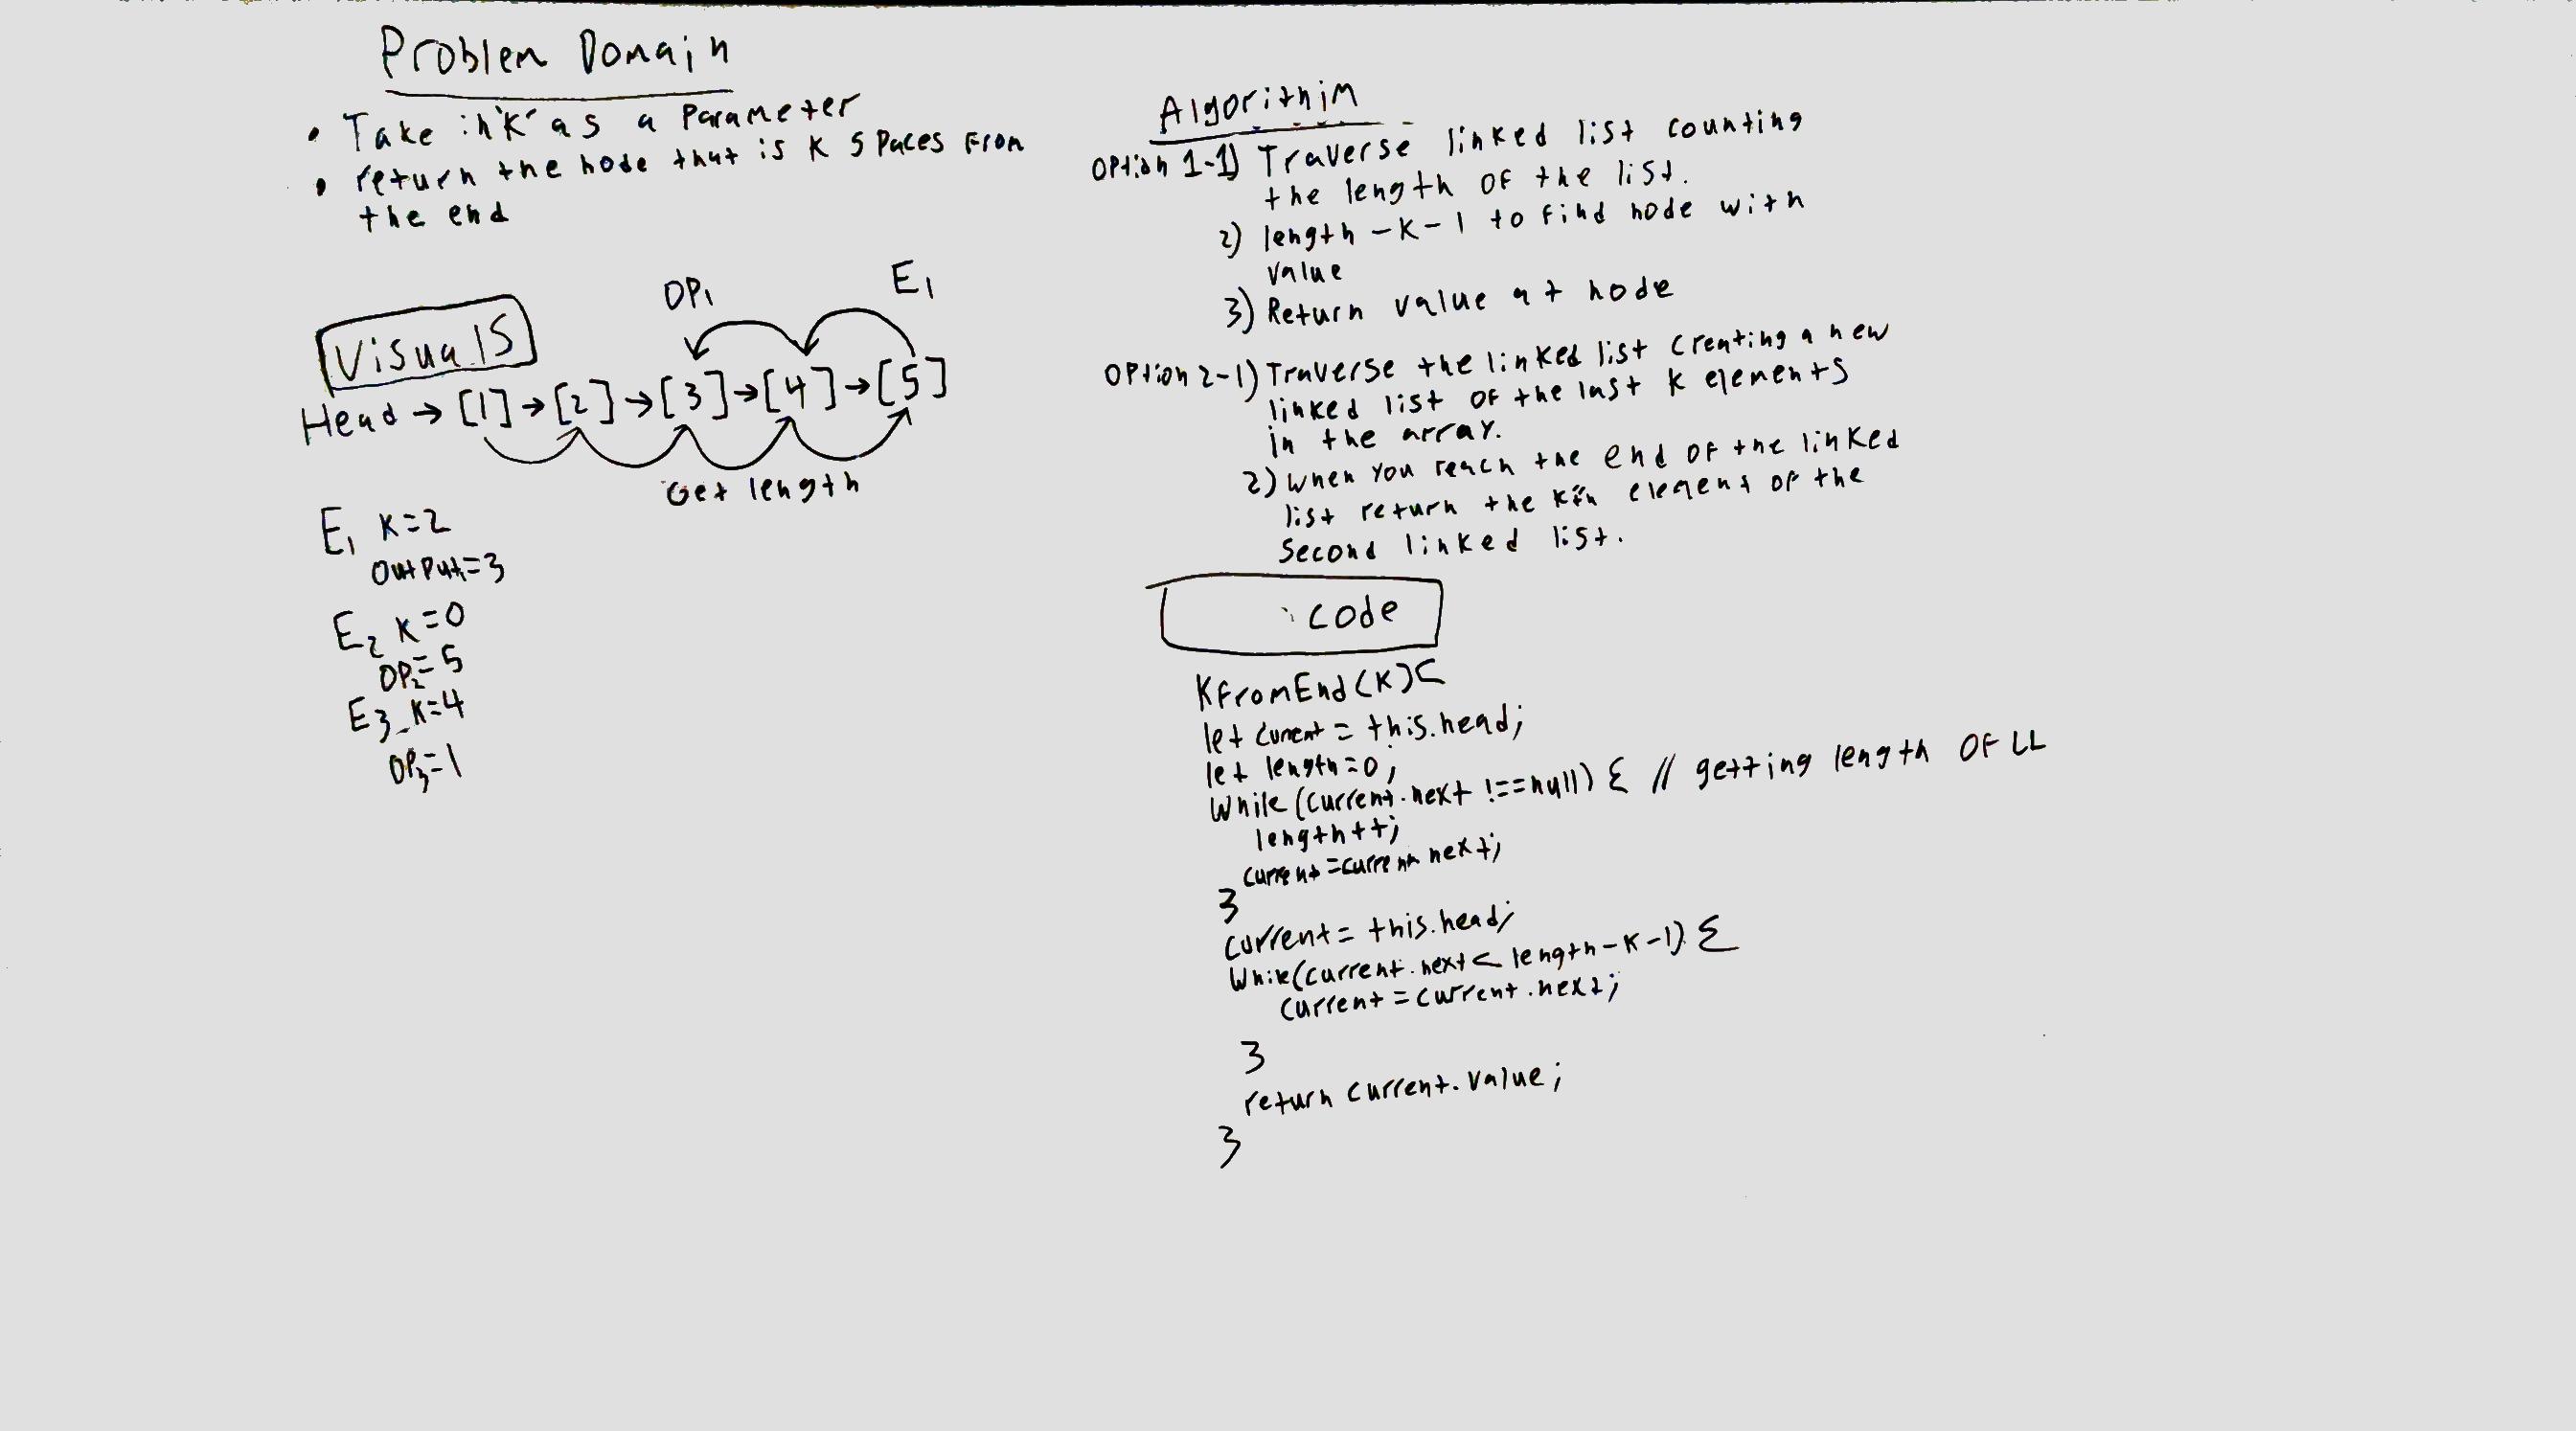 Problem Domain
• Take in "K" as a parameter
• return the node that is K spaces from
the end
Visuals
OP1 E1
Head → [1] → [2] → [3] → [4] → [5]
Get length
E1 K=2
OutPut=3
E2 K=0
OP2=5
E3 K=4
OP3=1
Algorithim
Option 1-1) Traverse linked list counting
the length of the list.
2) length - K - 1 to find node with
value
3) Return value at node
Option 2-1) Traverse the linked list creating a new
linked list of the last K elements
in the array.
2) when you reach the end of the linked
list return the Kth element of the
Second linked list.
code
KFromEnd(K){
let current = this.head;
let length=0;
While (current.next !==null) { // getting length OF LL
length++;
current=current.next;
}
current= this.head;
While(current.next < length-K-1) {
current = current.next;
}
return current.value;
}